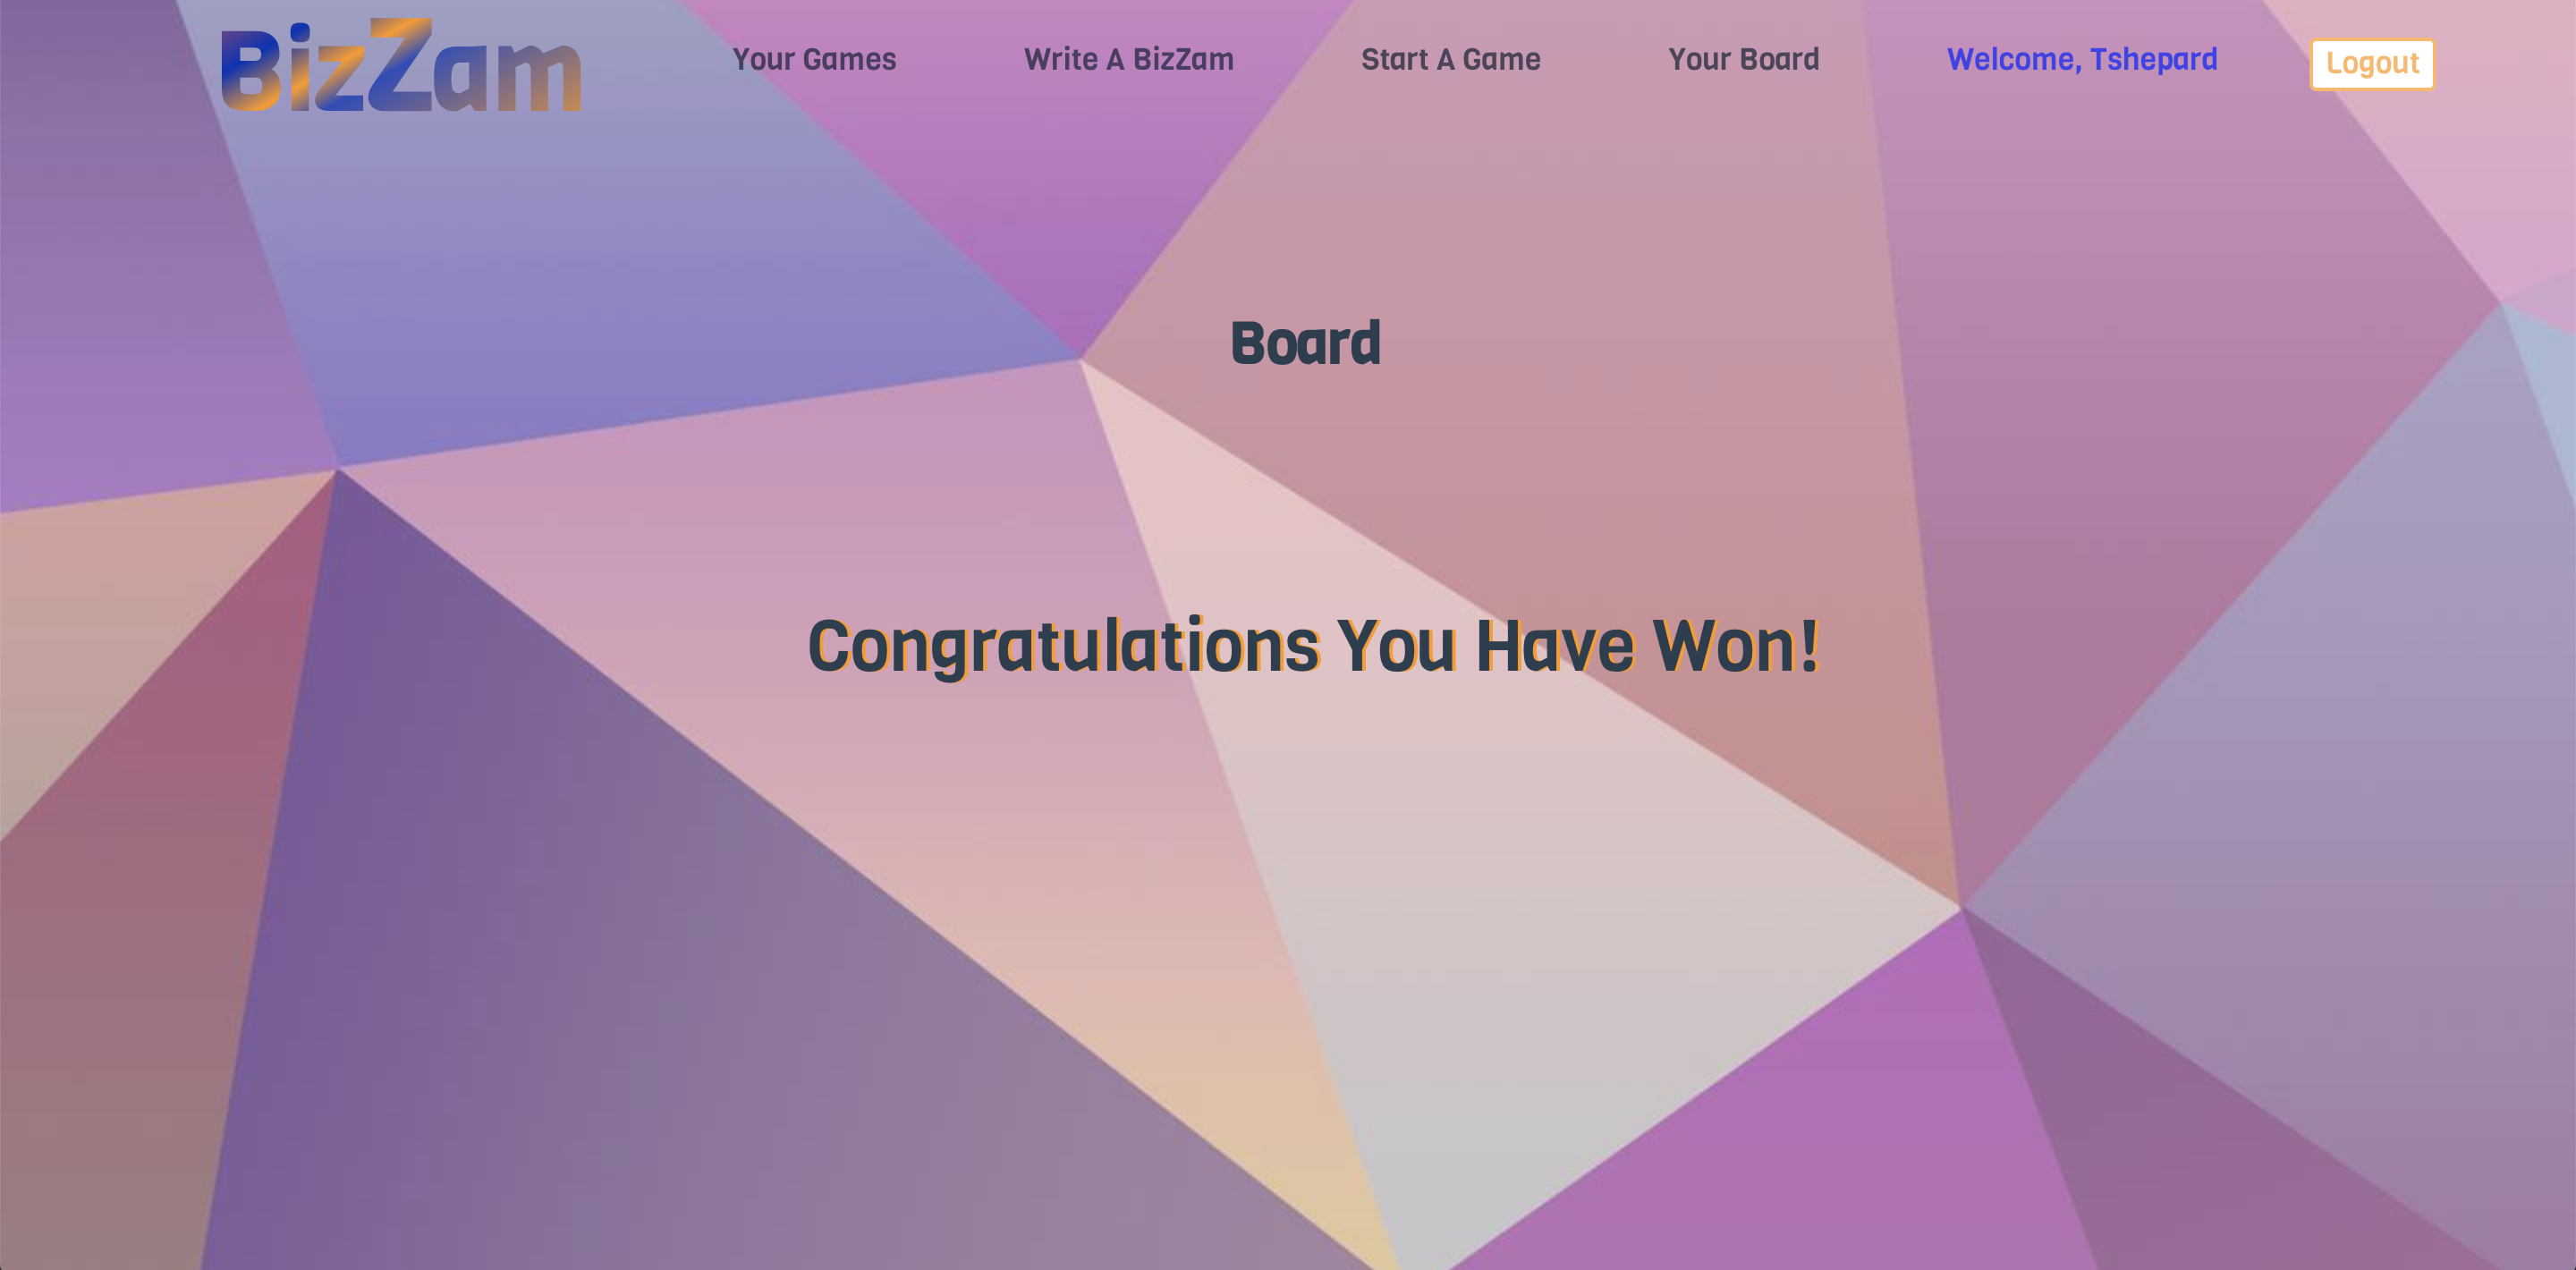 BizZam
Your Games Write A BizZam Start A Game Your Board Welcome, Tshepard Logout
Board
Congratulations You Have Won!